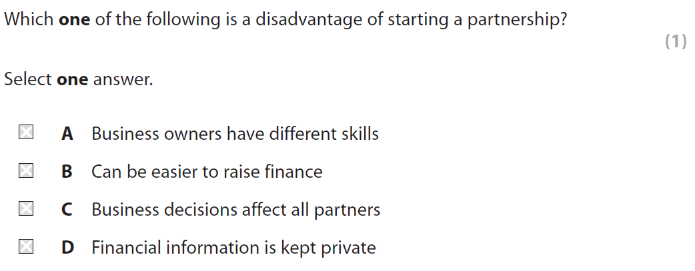 Which one of the following is a disadvantage of starting a partnership?
(1)
Select one answer.
A Business owners have different skills
B Can be easier to raise finance
C Business decisions affect all partners
D Financial information is kept private